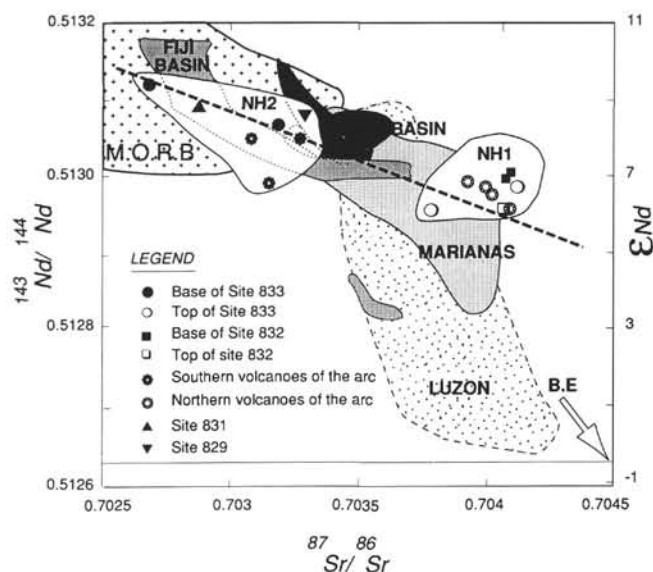 0.5132
0.5130
0.5128
0.5126
143 144
Nd/ Nd
11
7
3
-1
εNd
FIJI
BASIN
NH2
M.O.R.B
BASIN
NH1
MARIANAS
LUZON
B.E
LEGEND
Base of Site 833
Top of Site 833
Base of Site 832
Top of site 832
Southern volcanoes of the arc
Northern volcanoes of the arc
Site 831
Site 829
0.7025 0.703 0.7035 0.704 0.7045
87 86
Sr/ Sr